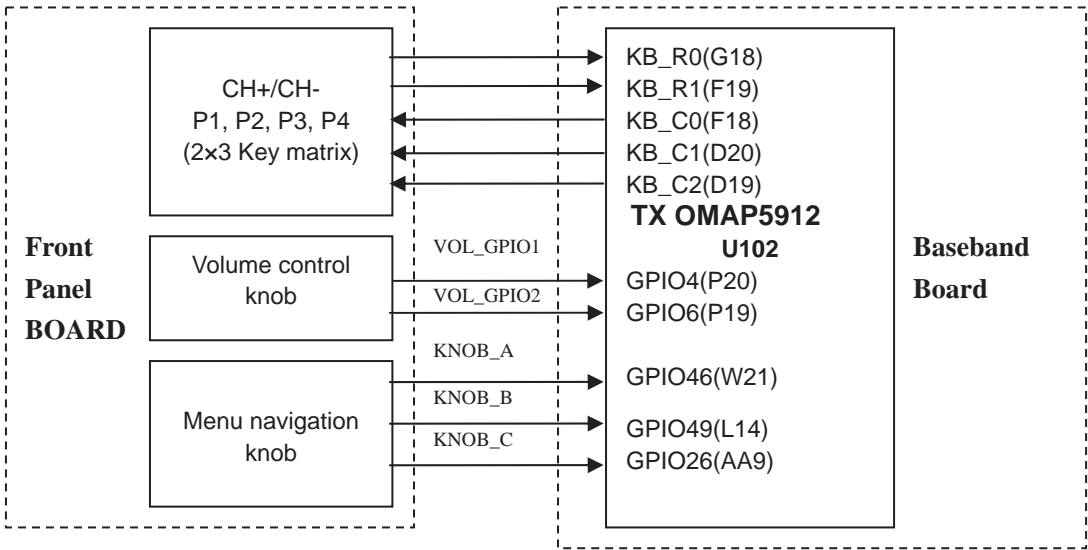 CH+/CH-
P1, P2, P3, P4
(2×3 Key matrix)
KB_R0(G18)
KB_R1(F19)
KB_C0(F18)
KB_C1(D20)
KB_C2(D19)
TX OMAP5912
U102
Front
Panel
BOARD
Volume control
knob
VOL_GPIO1
VOL_GPIO2
GPIO4(P20)
GPIO6(P19)
Baseband
Board
Menu navigation
knob
KNOB_A
KNOB_B
KNOB_C
GPIO46(W21)
GPIO49(L14)
GPIO26(AA9)